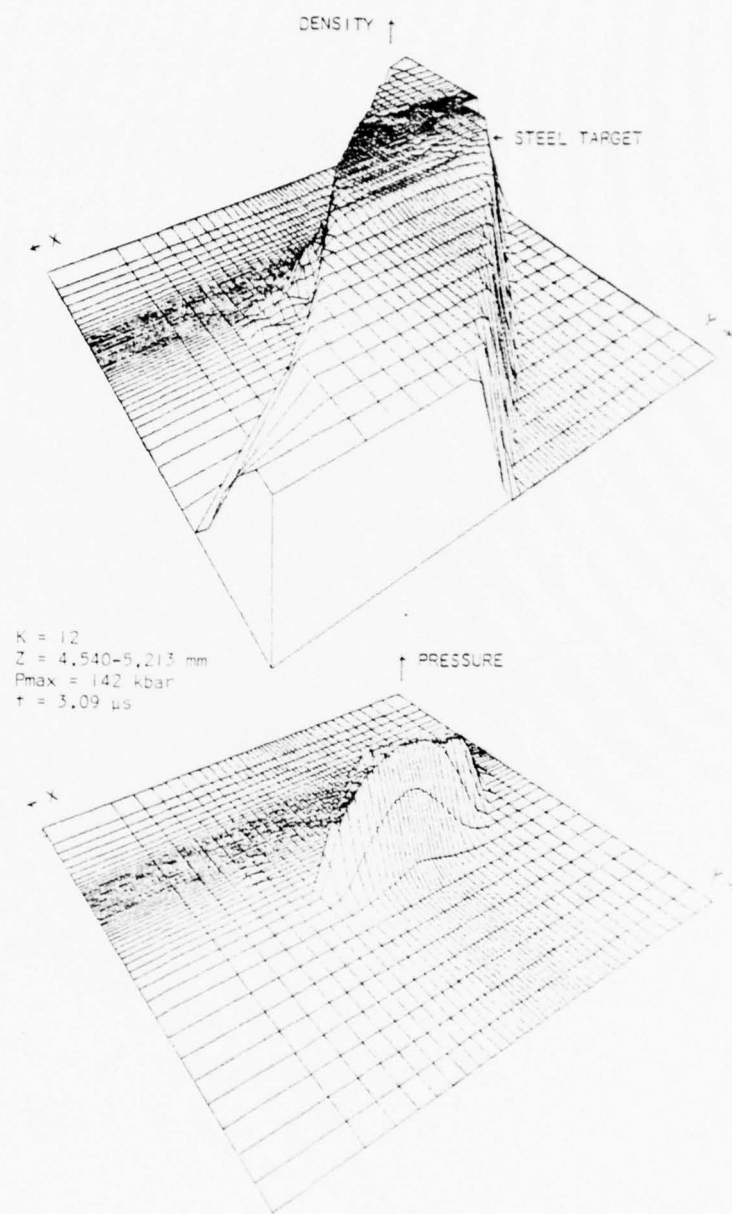 DENSITY
STEEL TARGET
X
Y
K = 12
Z = 4.540-5.213 mm
Pmax = 142 kbar
t = 3.09 μs
PRESSURE
X
Y